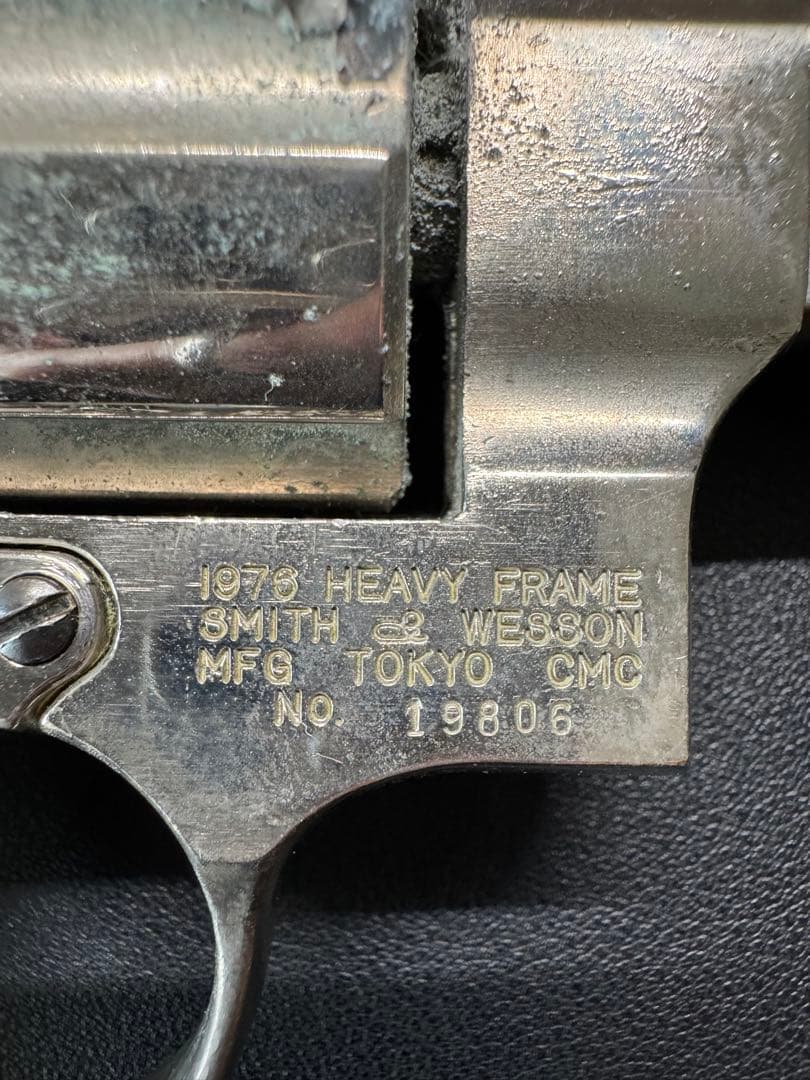 1976 HEAVY FRAME
SMITH & WESSON
MFG TOKYO CMC
NO. 19806